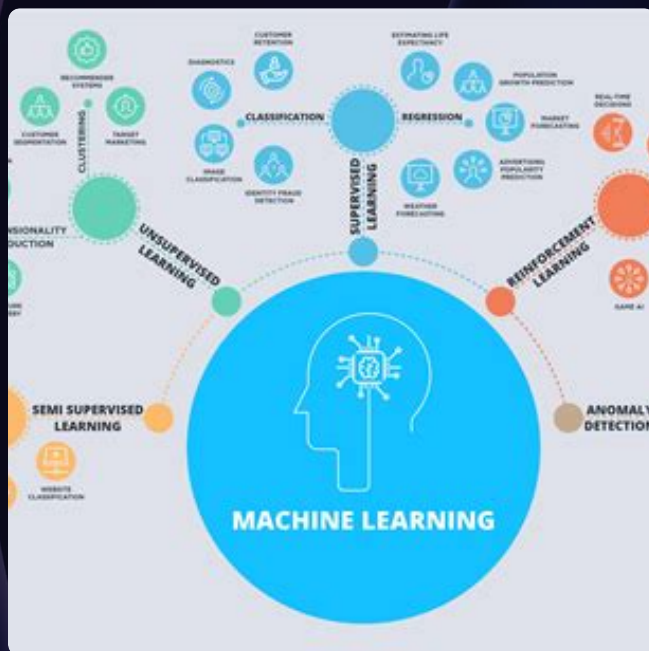 CUSTOMER
RETENTION
DIAGNOSTICS
CLASSIFICATION
IMAGE
CLASSIFICATION
IDENTITY FRAUD
DETECTION
ESTIMATING LIFE
EXPECTANCY
POPULATION
GROWTH PREDICTION
REGRESSION
MARKET
FORECASTING
ADVERTISING
POPULARITY
PREDICTION
WEATHER
FORECASTING
SUPERVISED
LEARNING
RECOMMENDER
SYSTEMS
CUSTOMER
SEGMENTATION
TARGET
MARKETING
CLUSTERING
NSIONALITY
DUCTION
UNSUPERVISED
LEARNING
REAL-TIME
DECISIONS
REINFORCEMENT
LEARNING
GAME AI
SEMI SUPERVISED
LEARNING
WEBSITE
CLASSIFICATION
ANOMALY
DETECTION
MACHINE LEARNING